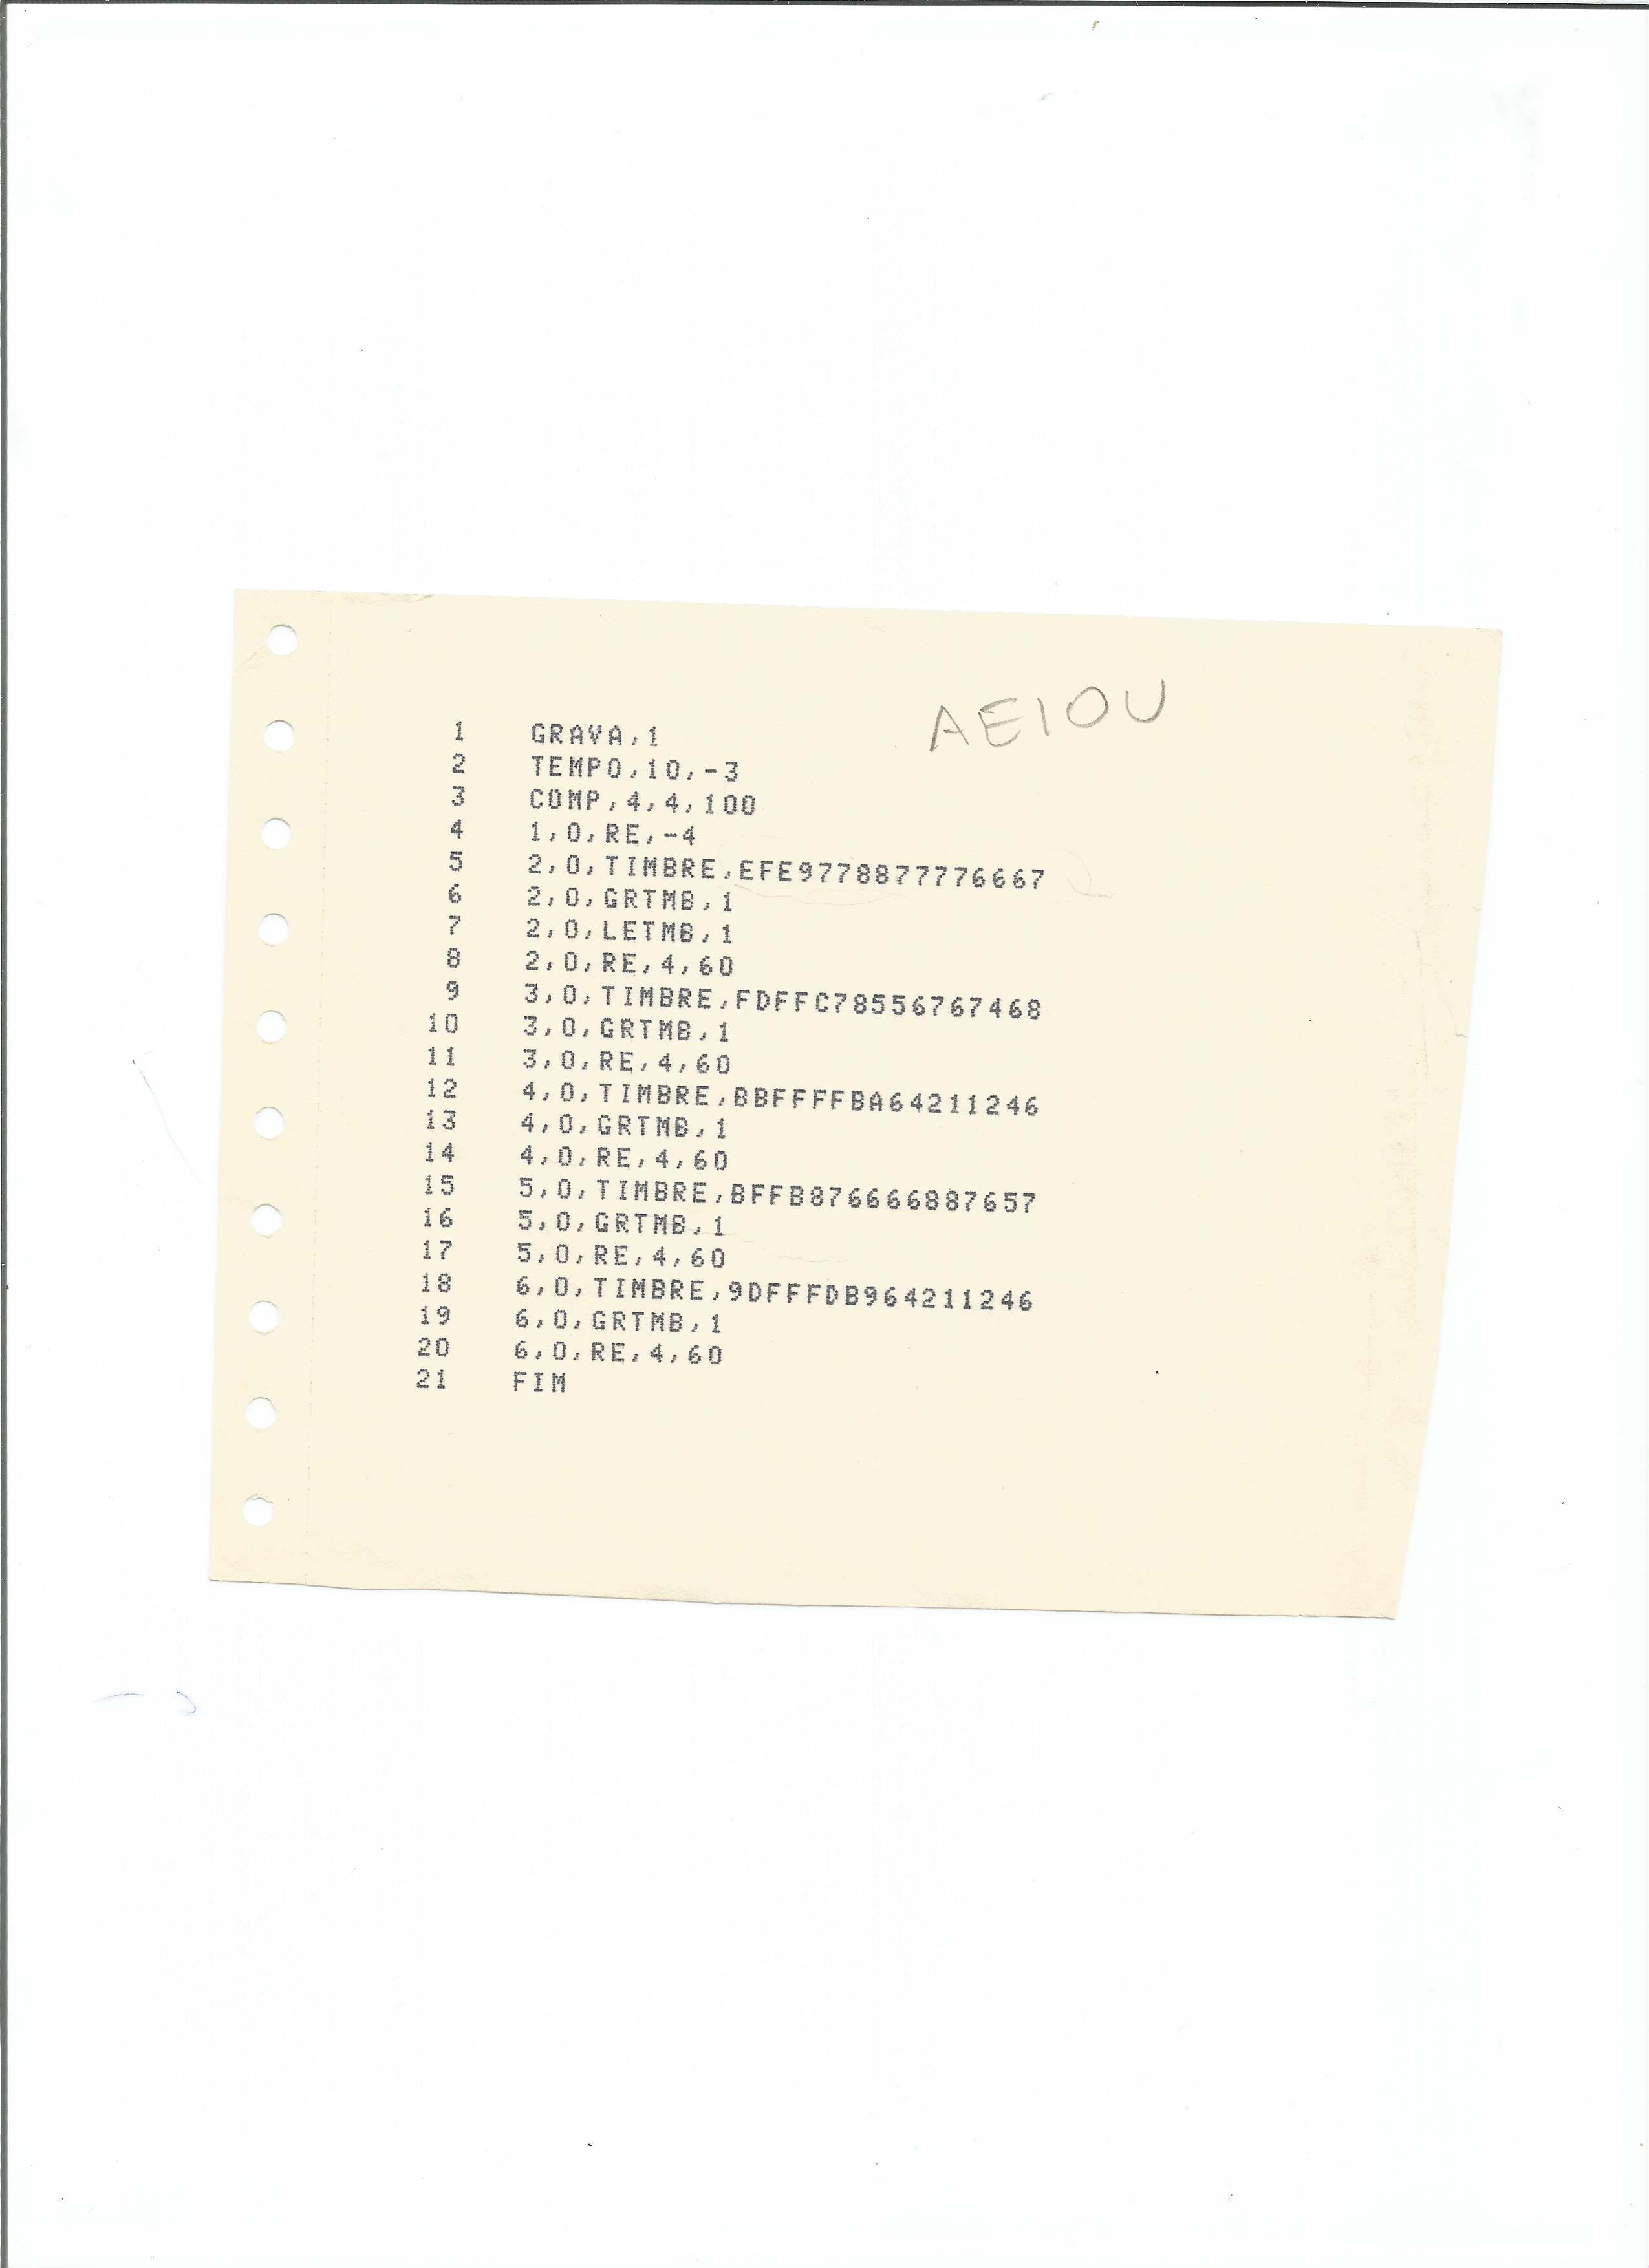 AEIOU
1 GRAVA,1
2 TEMPO,10,-3
3 COMP,4,4,100
4 1,0,RE,-4
5 2,0,TIMBRE,EFE9778877776667
6 2,0,GRTMB,1
7 2,0,LETMB,1
8 2,0,RE,4,60
9 3,0,TIMBRE,FDFFC78556767468
10 3,0,GRTMB,1
11 3,0,RE,4,60
12 4,0,TIMBRE,BBFFFFBA64211246
13 4,0,GRTMB,1
14 4,0,RE,4,60
15 5,0,TIMBRE,BFFB876666887657
16 5,0,GRTMB,1
17 5,0,RE,4,60
18 6,0,TIMBRE,9DFFFDB964211246
19 6,0,GRTMB,1
20 6,0,RE,4,60
21 FIM